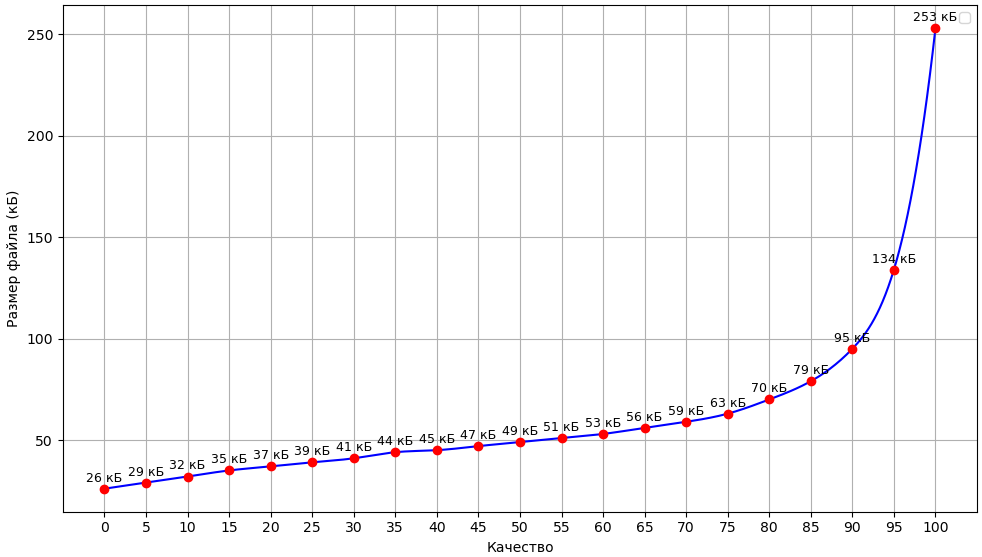 253 кБ
250
200
150
100
50
134 кБ
95 кБ
79 кБ
70 кБ
63 кБ
59 кБ
56 кБ
53 кБ
51 кБ
49 кБ
47 кБ
45 кБ
44 кБ
41 кБ
39 кБ
37 кБ
35 кБ
32 кБ
29 кБ
26 кБ
Размер файла (кБ)
0 5 10 15 20 25 30 35 40 45 50 55 60 65 70 75 80 85 90 95 100
Качество